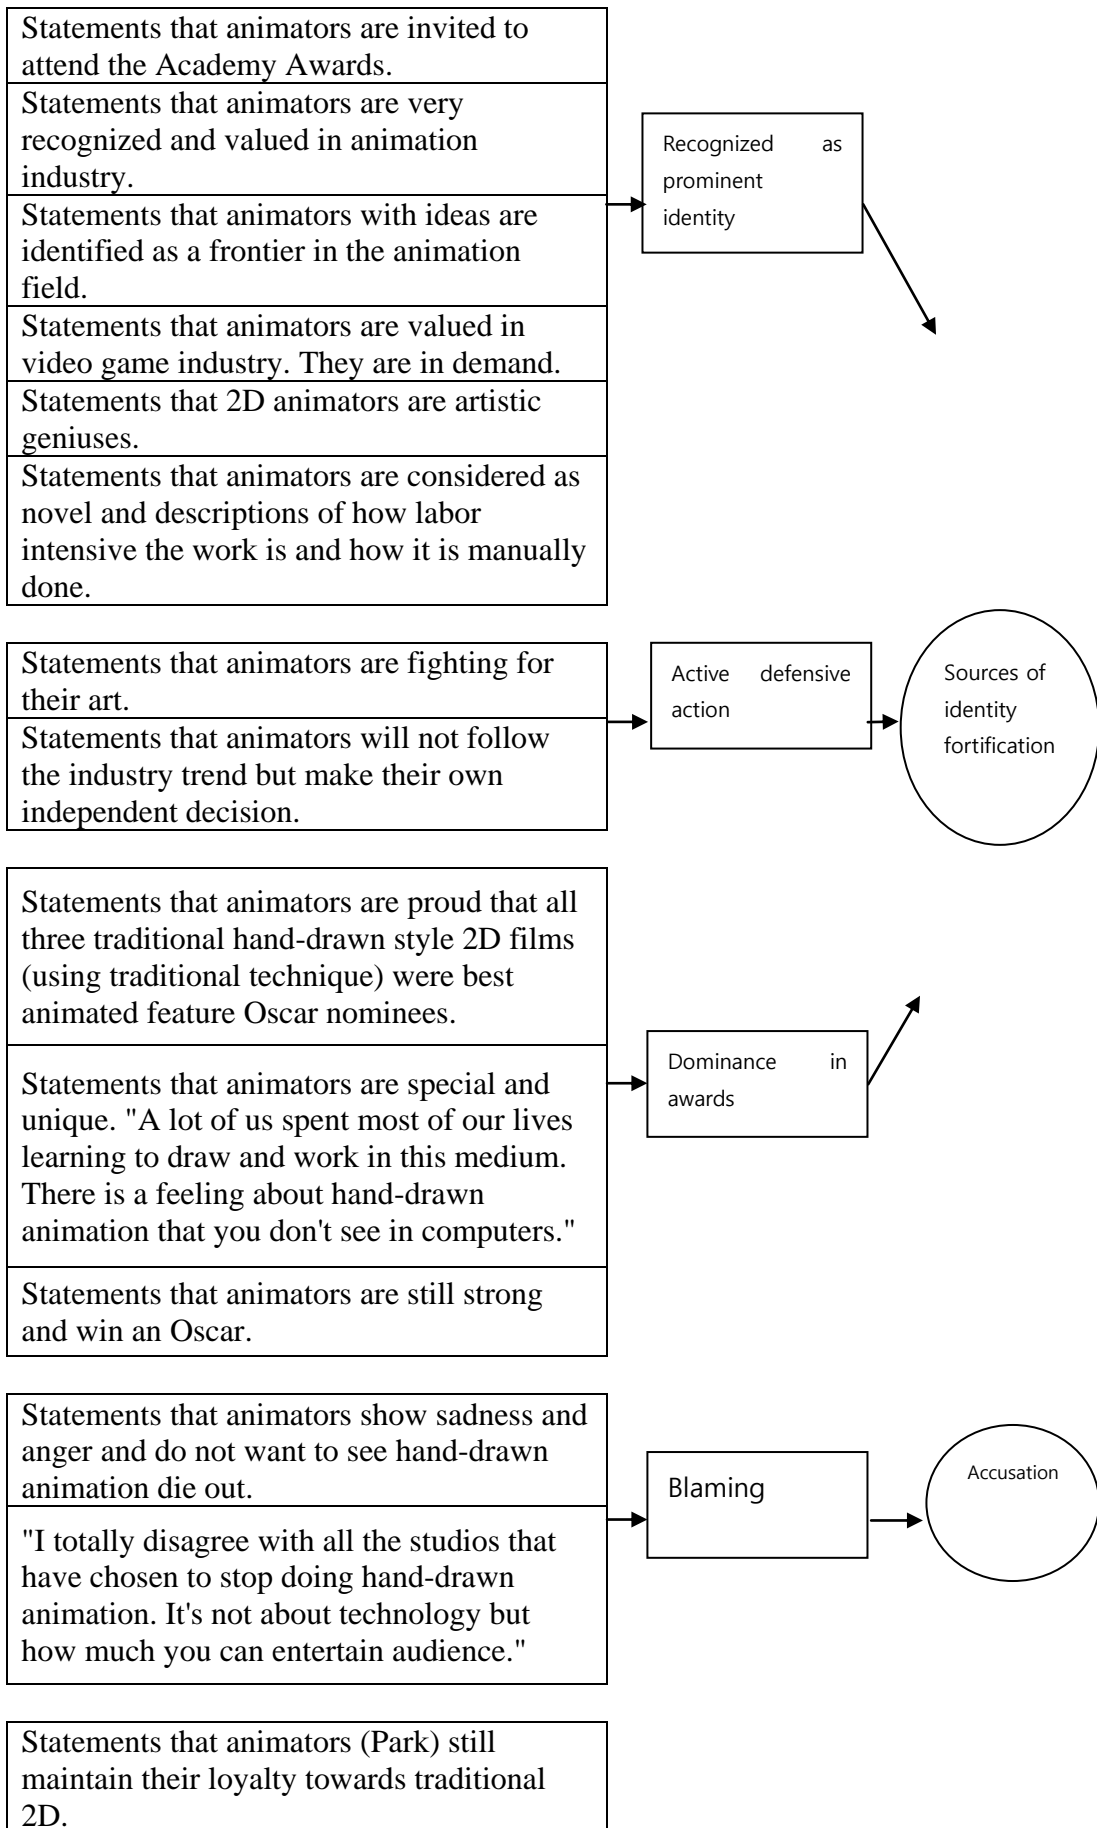 Statements that animators are invited to
attend the Academy Awards.
Statements that animators are very
recognized and valued in animation
industry.
Statements that animators with ideas are
identified as a frontier in the animation
field.
Statements that animators are valued in
video game industry. They are in demand.
Statements that 2D animators are artistic
geniuses.
Statements that animators are considered as
novel and descriptions of how labor
intensive the work is and how it is manually
done.
Recognized as
prominent
identity
Statements that animators are fighting for
their art.
Statements that animators will not follow
the industry trend but make their own
independent decision.
Active defensive
action
Sources of
identity
fortification
Statements that animators are proud that all
three traditional hand-drawn style 2D films
(using traditional technique) were best
animated feature Oscar nominees.
Statements that animators are special and
unique. "A lot of us spent most of our lives
learning to draw and work in this medium.
There is a feeling about hand-drawn
animation that you don't see in computers."
Statements that animators are still strong
and win an Oscar.
Dominance in
awards
Statements that animators show sadness and
anger and do not want to see hand-drawn
animation die out.
"I totally disagree with all the studios that
have chosen to stop doing hand-drawn
animation. It's not about technology but
how much you can entertain audience."
Blaming
Accusation
Statements that animators (Park) still
maintain their loyalty towards traditional
2D.